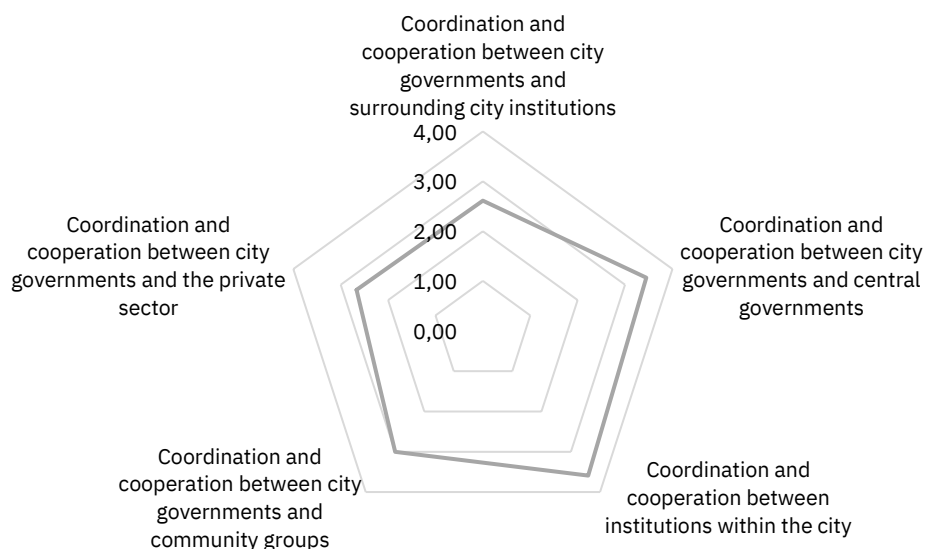 Coordination and
cooperation between city
governments and
surrounding city institutions
4,00
3,00
2,00
1,00
0,00
Coordination and
cooperation between city
governments and central
governments
Coordination and
cooperation between
institutions within the city
Coordination and
cooperation between city
governments and
community groups
Coordination and
cooperation between city
governments and the private
sector